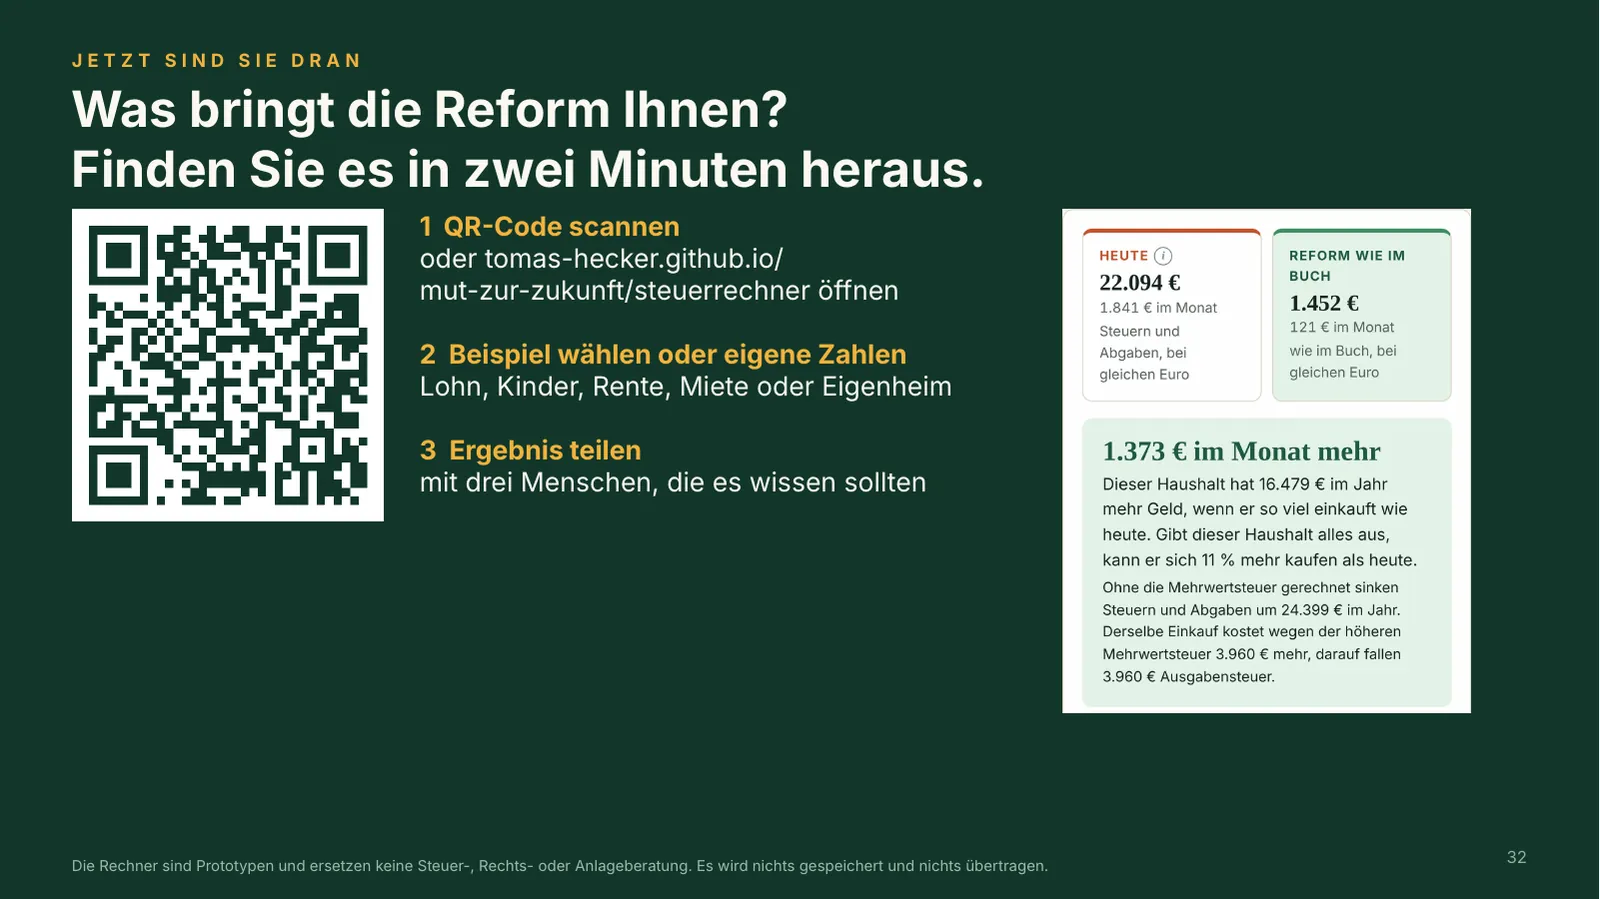 JETZT SIND SIE DRAN
Was bringt die Reform Ihnen?
Finden Sie es in zwei Minuten heraus.
1 QR-Code scannen
oder tomas-hecker.github.io/
mut-zur-zukunft/steuerrechner öffnen
2 Beispiel wählen oder eigene Zahlen
Lohn, Kinder, Rente, Miete oder Eigenheim
3 Ergebnis teilen
mit drei Menschen, die es wissen sollten
HEUTE i
22.094 €
1.841 € im Monat
Steuern und
Abgaben, bei
gleichen Euro
REFORM WIE IM
BUCH
1.452 €
121 € im Monat
wie im Buch, bei
gleichen Euro
1.373 € im Monat mehr
Dieser Haushalt hat 16.479 € im Jahr
mehr Geld, wenn er so viel einkauft wie
heute. Gibt dieser Haushalt alles aus,
kann er sich 11 % mehr kaufen als heute.
Ohne die Mehrwertsteuer gerechnet sinken
Steuern und Abgaben um 24.399 € im Jahr.
Derselbe Einkauf kostet wegen der höheren
Mehrwertsteuer 3.960 € mehr, darauf fallen
3.960 € Ausgabensteuer.
Die Rechner sind Prototypen und ersetzen keine Steuer-, Rechts- oder Anlageberatung. Es wird nichts gespeichert und nichts übertragen.
32